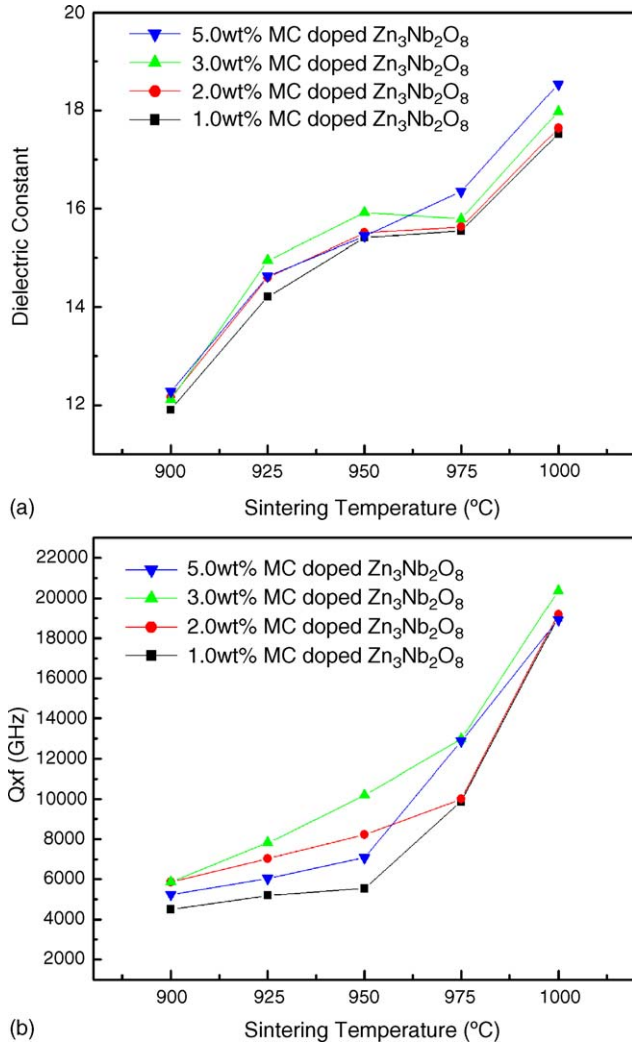 5.0wt% MC doped Zn₃Nb₂O₈
3.0wt% MC doped Zn₃Nb₂O₈
2.0wt% MC doped Zn₃Nb₂O₈
1.0wt% MC doped Zn₃Nb₂O₈
Dielectric Constant
20
18
16
14
12
900 925 950 975 1000
(a) Sintering Temperature (ºC)
5.0wt% MC doped Zn₃Nb₂O₈
3.0wt% MC doped Zn₃Nb₂O₈
2.0wt% MC doped Zn₃Nb₂O₈
1.0wt% MC doped Zn₃Nb₂O₈
Qxf (GHz)
22000
20000
18000
16000
14000
12000
10000
8000
6000
4000
2000
900 925 950 975 1000
(b) Sintering Temperature (ºC)